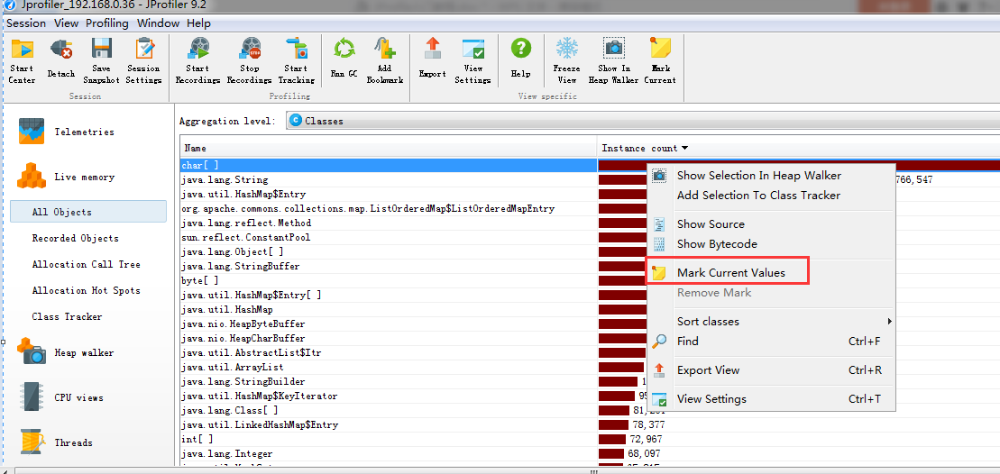 Jprofiler_192.168.0.36 - JProfiler 9.2
Session View Profiling Window Help
Start Center
Detach
Save Snapshot
Session Settings
Start Recordings
Stop Recordings
Start Tracking
Run GC
Add Bookmark
Export
View Settings
Help
Freeze View
Show In Heap Walker
Mark Current
Session
Profiling
View specific
Telemetries
Live memory
All Objects
Recorded Objects
Allocation Call Tree
Allocation Hot Spots
Class Tracker
Heap walker
CPU views
Threads
Aggregation level: Classes
Name Instance count
char[ ]
java.lang.String 766,547
java.util.HashMap$Entry
org.apache.commons.collections.map.ListOrderedMap$ListOrderedMapEntry
java.lang.reflect.Method
sun.reflect.ConstantPool
java.lang.Object[ ]
java.lang.StringBuffer
byte[ ]
java.util.HashMap$Entry[ ]
java.util.HashMap
java.nio.HeapByteBuffer
java.nio.HeapCharBuffer
java.util.AbstractList$Itr
java.util.ArrayList
java.lang.StringBuilder
java.util.HashMap$KeyIterator
java.lang.Class[ ]
java.util.LinkedHashMap$Entry 78,377
int[ ] 72,967
java.lang.Integer 68,097
Show Selection In Heap Walker
Add Selection To Class Tracker
Show Source
Show Bytecode
Mark Current Values
Remove Mark
Sort classes
Find Ctrl+F
Export View Ctrl+R
View Settings Ctrl+T